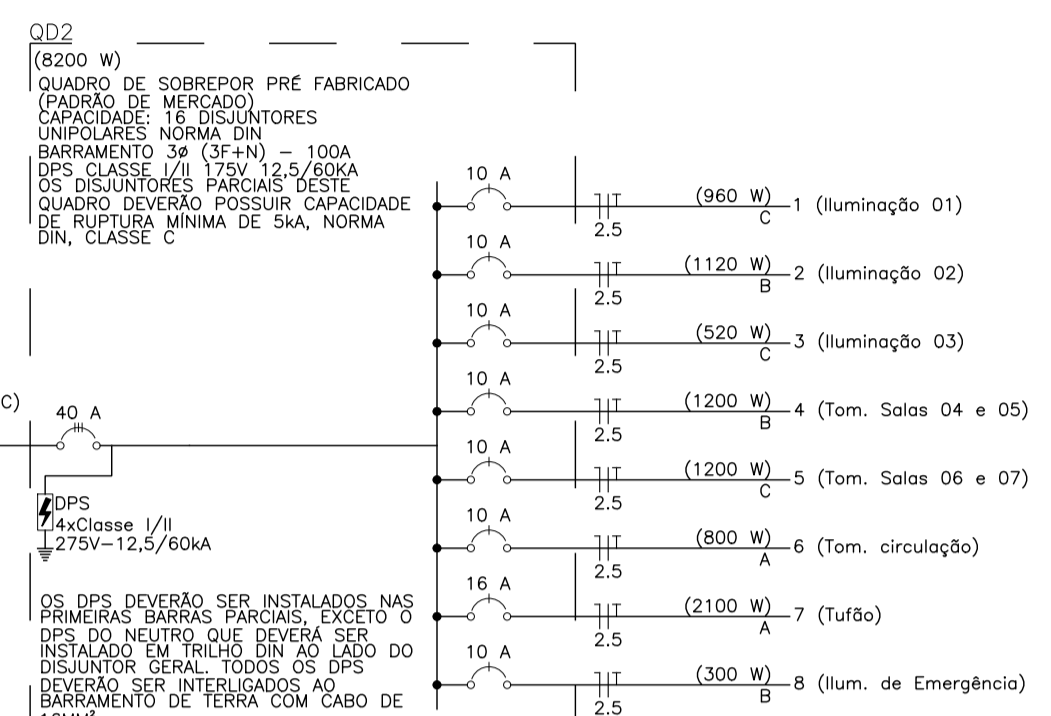 QD2
(8200 W)
QUADRO DE SOBREPOR PRÉ FABRICADO
(PADRÃO DE MERCADO)
CAPACIDADE: 16 DISJUNTORES
UNIPOLARES NORMA DIN
BARRAMENTO 3ø (3F+N) – 100A
DPS CLASSE I/II 175V 12,5/60KA
OS DISJUNTORES PARCIAIS DESTE
QUADRO DEVERÃO POSSUIR CAPACIDADE
DE RUPTURA MÍNIMA DE 5kA, NORMA
DIN, CLASSE C
10 A
2.5
(960 W)
C
1 (Iluminação 01)
10 A
2.5
(1120 W)
B
2 (Iluminação 02)
10 A
2.5
(520 W)
C
3 (Iluminação 03)
10 A
2.5
(1200 W)
B
4 (Tom. Salas 04 e 05)
C)
40 A
10 A
2.5
(1200 W)
C
5 (Tom. Salas 06 e 07)
DPS
4xClasse I/II
275V–12,5/60kA
10 A
2.5
(800 W)
A
6 (Tom. circulação)
16 A
2.5
(2100 W)
A
7 (Tufão)
10 A
2.5
(300 W)
B
8 (Ilum. de Emergência)
OS DPS DEVERÃO SER INSTALADOS NAS
PRIMEIRAS BARRAS PARCIAIS, EXCETO O
DPS DO NEUTRO QUE DEVERÁ SER
INSTALADO EM TRILHO DIN AO LADO DO
DISJUNTOR GERAL. TODOS OS DPS
DEVERÃO SER INTERLIGADOS AO
BARRAMENTO DE TERRA COM CABO DE